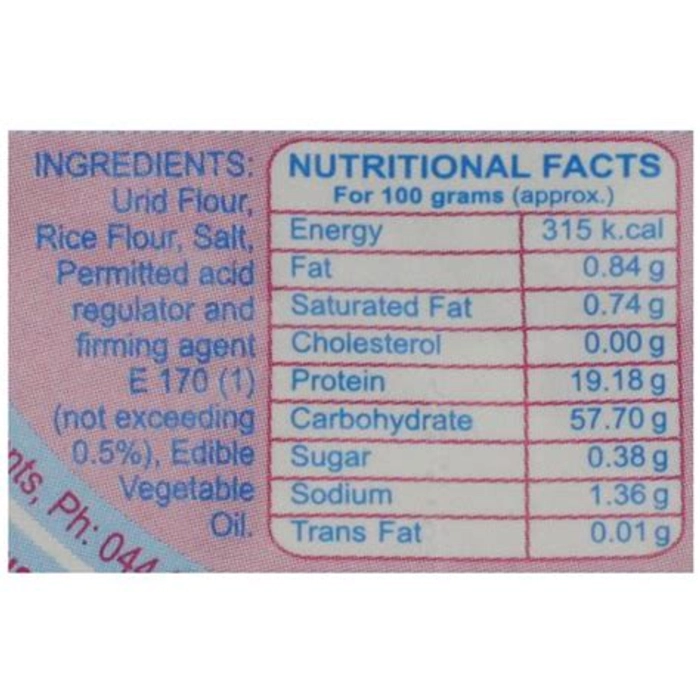 INGREDIENTS:
Urid Flour,
Rice Flour, Salt,
Permitted acid
regulator and
firming agent
E 170 (1)
(not exceeding
0.5%), Edible
Vegetable
Oil.
NUTRITIONAL FACTS
For 100 grams (approx.)
Energy 315 k.cal
Fat 0.84 g
Saturated Fat 0.74 g
Cholesterol 0.00 g
Protein 19.18 g
Carbohydrate 57.70 g
Sugar 0.38 g
Sodium 1.36 g
Trans Fat 0.01 g
nts, Ph: 044